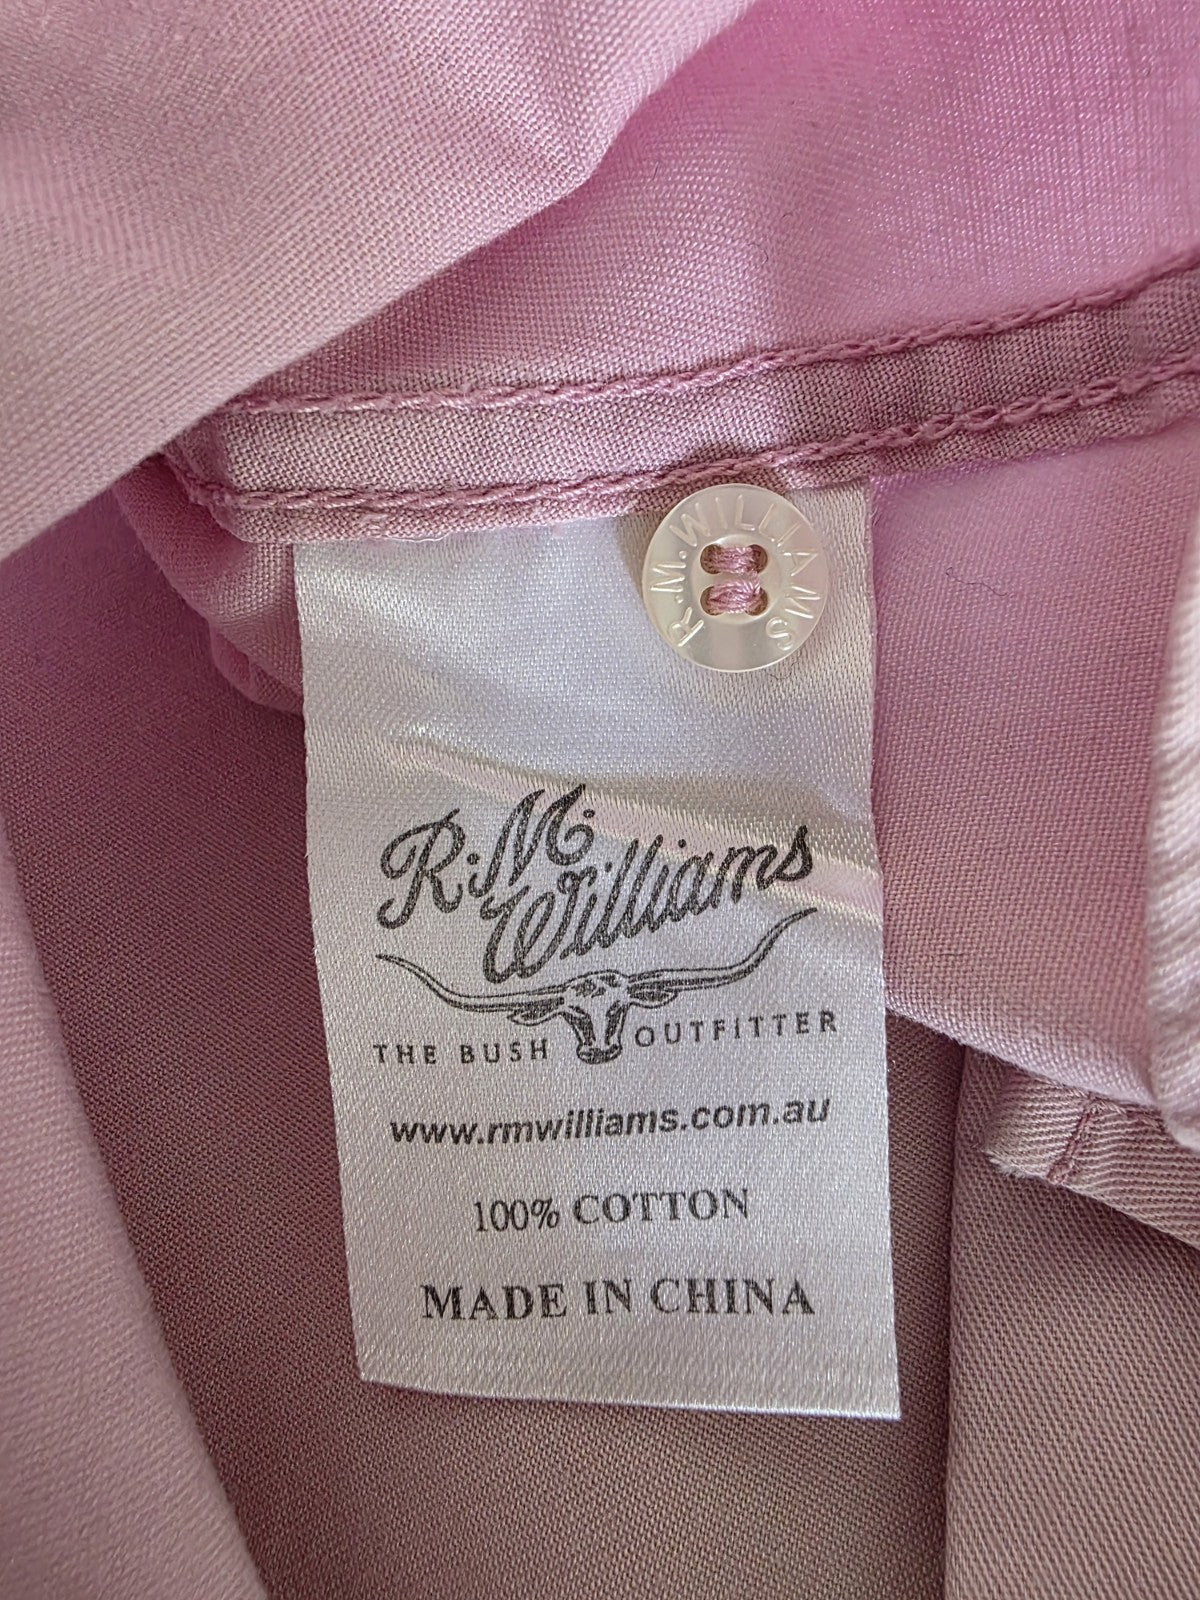 R.M.WILLIAMS
R.M.
Williams
THE BUSH OUTFITTER
www.rmwilliams.com.au
100% COTTON
MADE IN CHINA